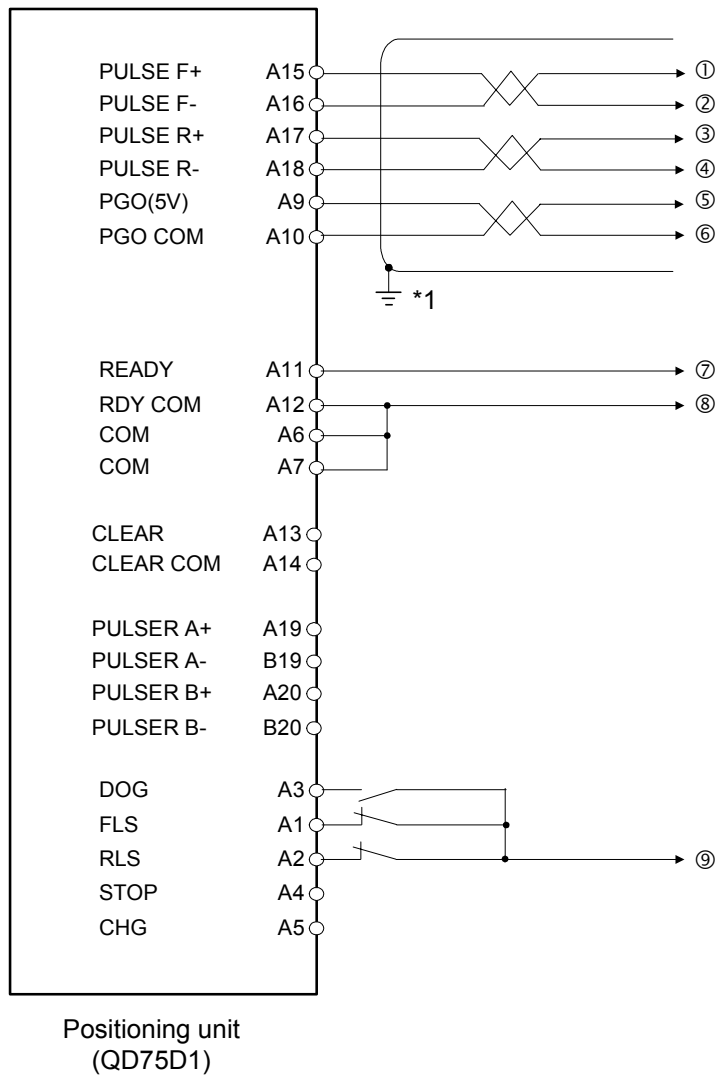 PULSE F+ A15 ①
PULSE F- A16 ②
PULSE R+ A17 ③
PULSE R- A18 ④
PGO(5V) A9 ⑤
PGO COM A10 ⑥
*1
READY A11 ⑦
RDY COM A12 ⑧
COM A6
COM A7
CLEAR A13
CLEAR COM A14
PULSER A+ A19
PULSER A- B19
PULSER B+ A20
PULSER B- B20
DOG A3
FLS A1
RLS A2 ⑨
STOP A4
CHG A5
Positioning unit
(QD75D1)